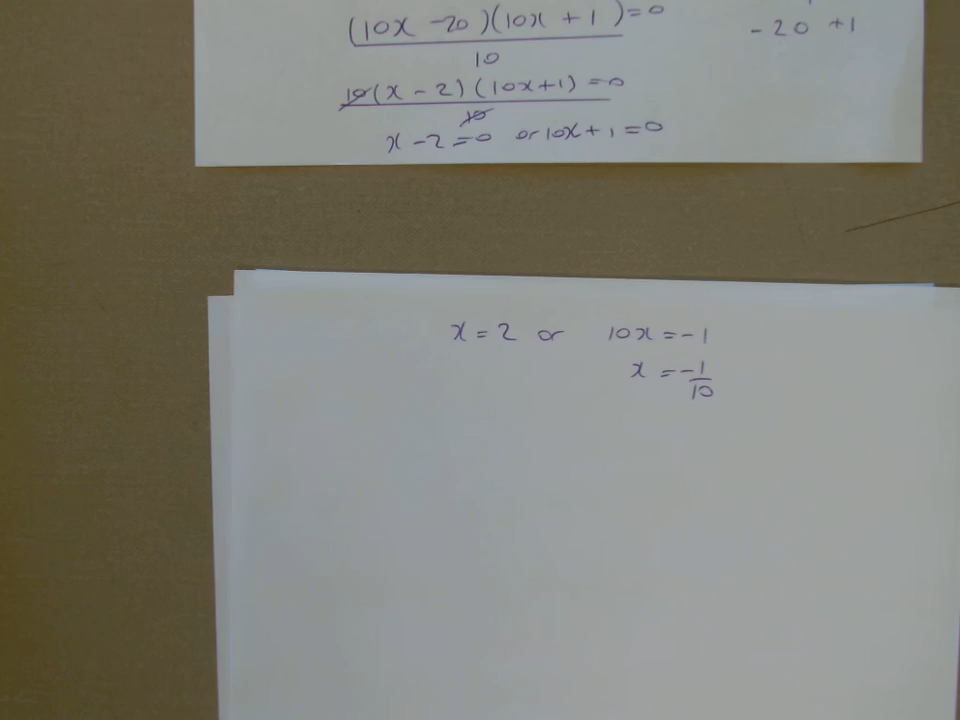 (10x - 20)(10x + 1) = 0
10
- 20 + 1
10(x - 2)(10x + 1) = 0
10
x - 2 = 0 or 10x + 1 = 0
x = 2 or 10x = -1
x = -1
10